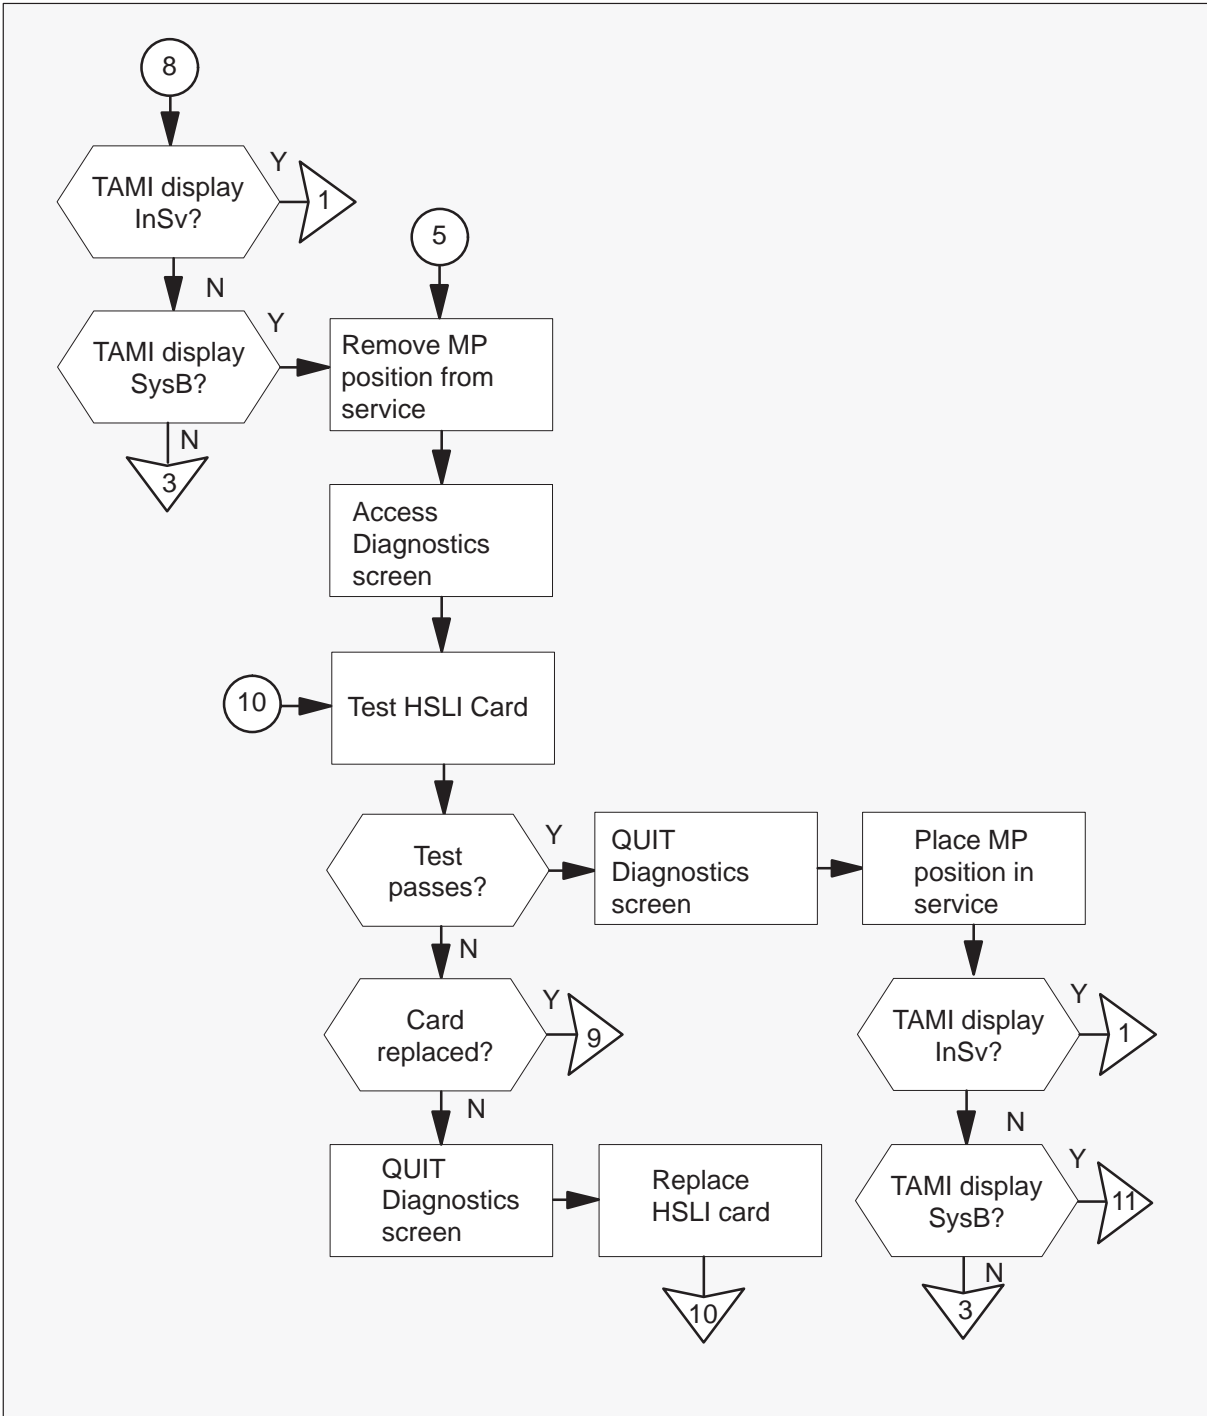 8
TAMI display
InSv?
Y
1
N
TAMI display
SysB?
Y
N
3
5
Remove MP
position from
service
Access
Diagnostics
screen
10
Test HSLI Card
Test
passes?
Y
QUIT
Diagnostics
screen
Place MP
position in
service
N
Card
replaced?
Y
9
N
QUIT
Diagnostics
screen
Replace
HSLI card
10
TAMI display
InSv?
Y
1
N
TAMI display
SysB?
Y
11
N
3